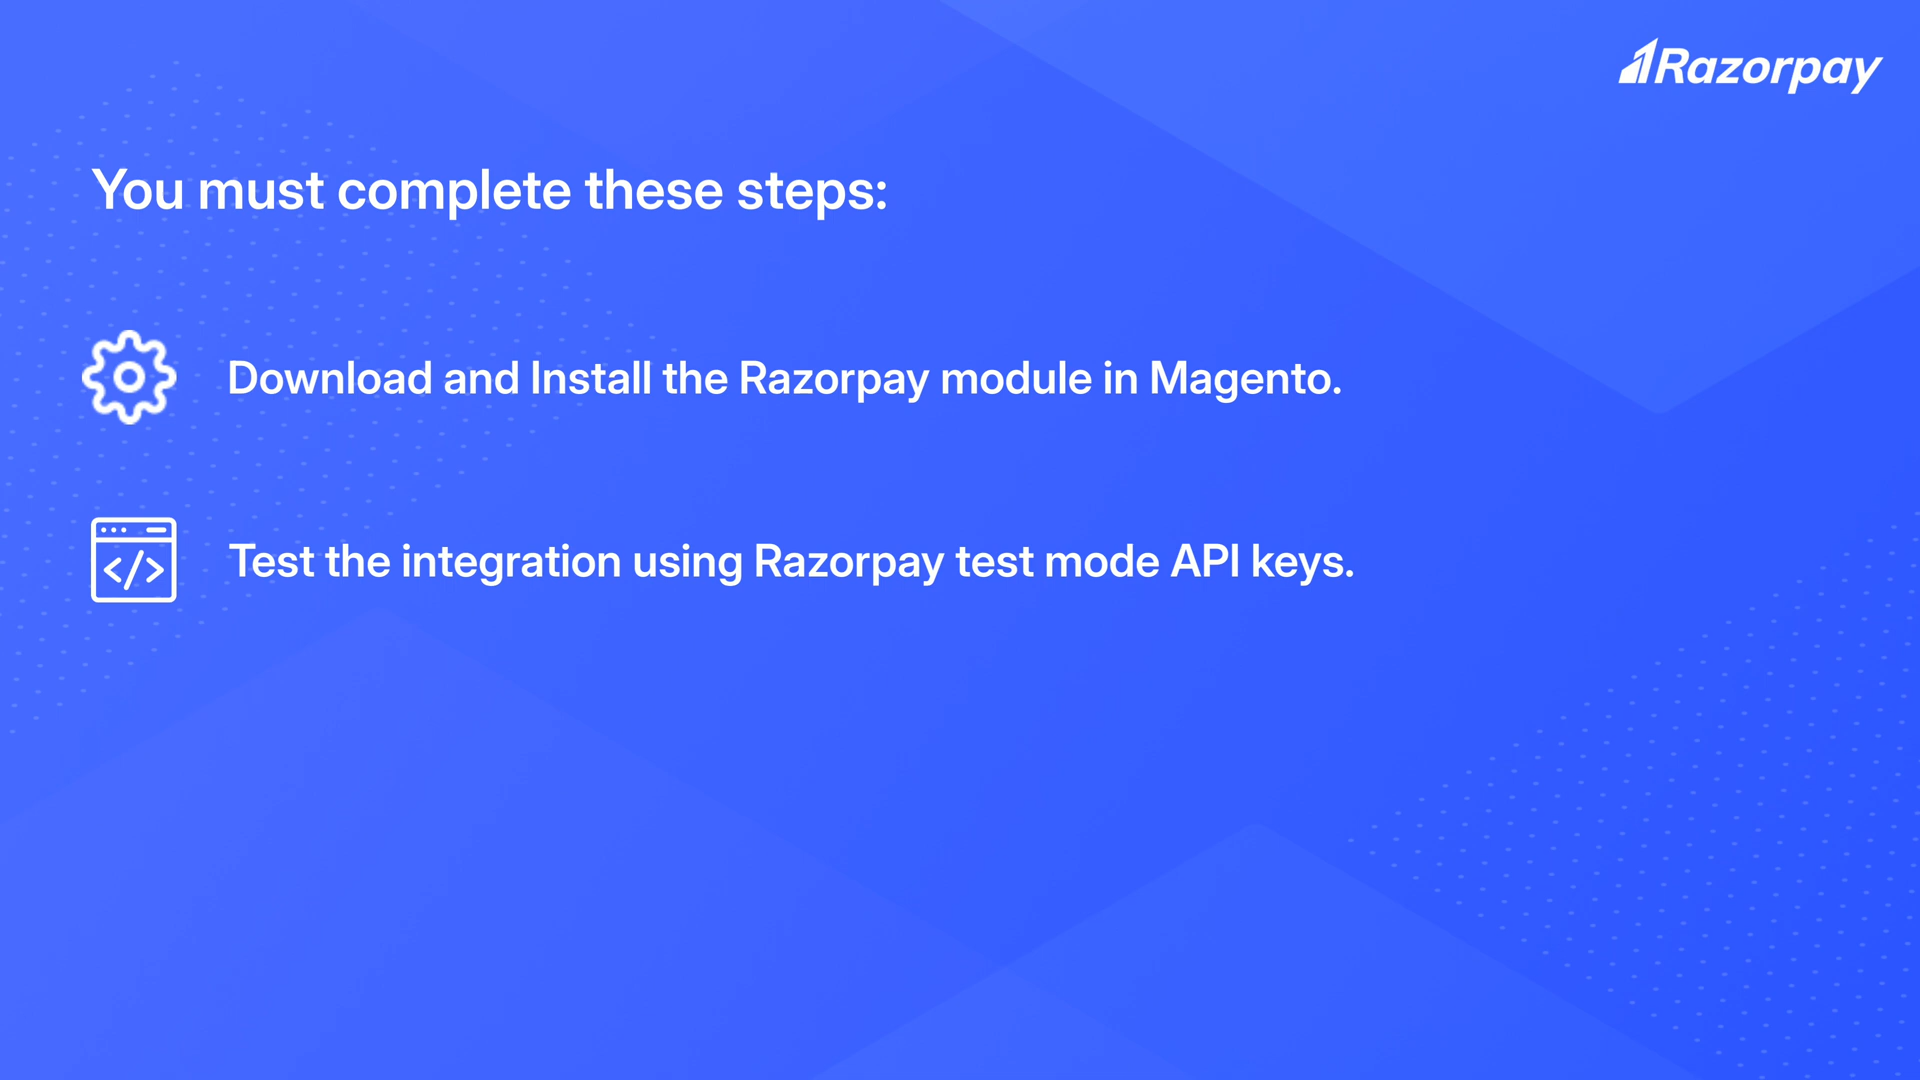 Razorpay
You must complete these steps:
Download and Install the Razorpay module in Magento.
</>
Test the integration using Razorpay test mode API keys.